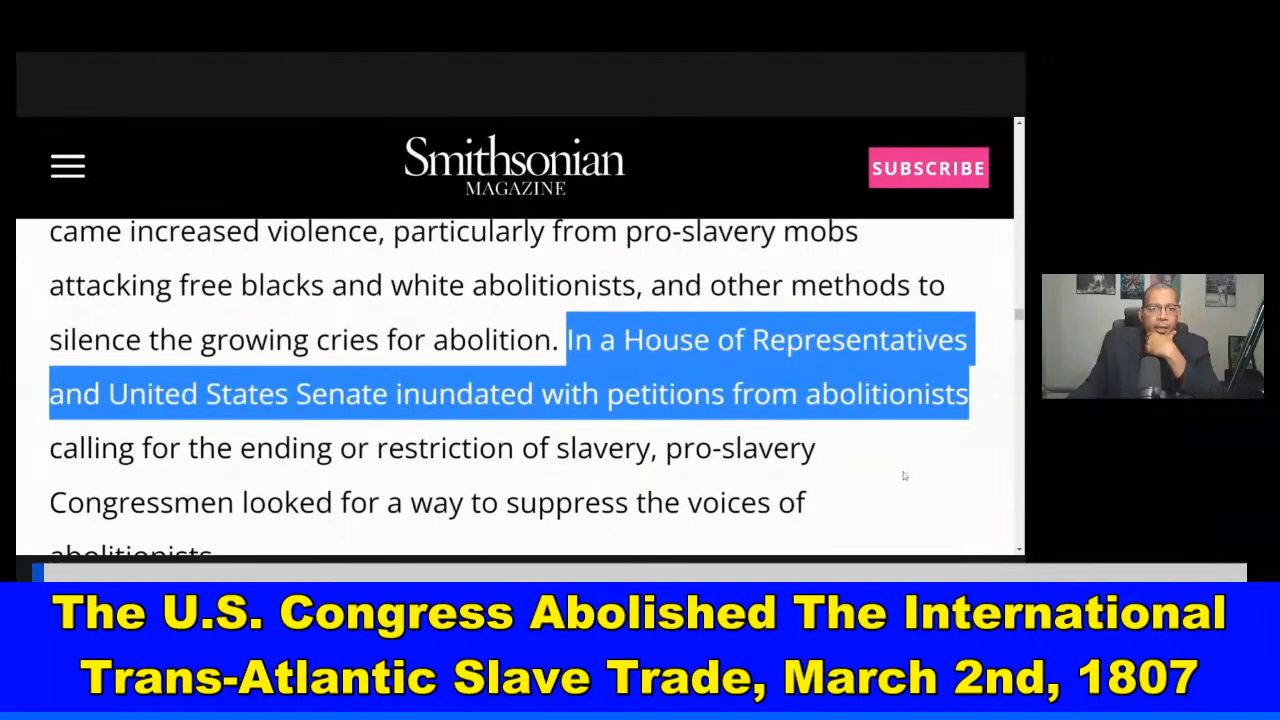 Smithsonian
MAGAZINE
SUBSCRIBE
came increased violence, particularly from pro-slavery mobs
attacking free blacks and white abolitionists, and other methods to
silence the growing cries for abolition. In a House of Representatives
and United States Senate inundated with petitions from abolitionists
calling for the ending or restriction of slavery, pro-slavery
Congressmen looked for a way to suppress the voices of
abolitionists.
The U.S. Congress Abolished The International
Trans-Atlantic Slave Trade, March 2nd, 1807